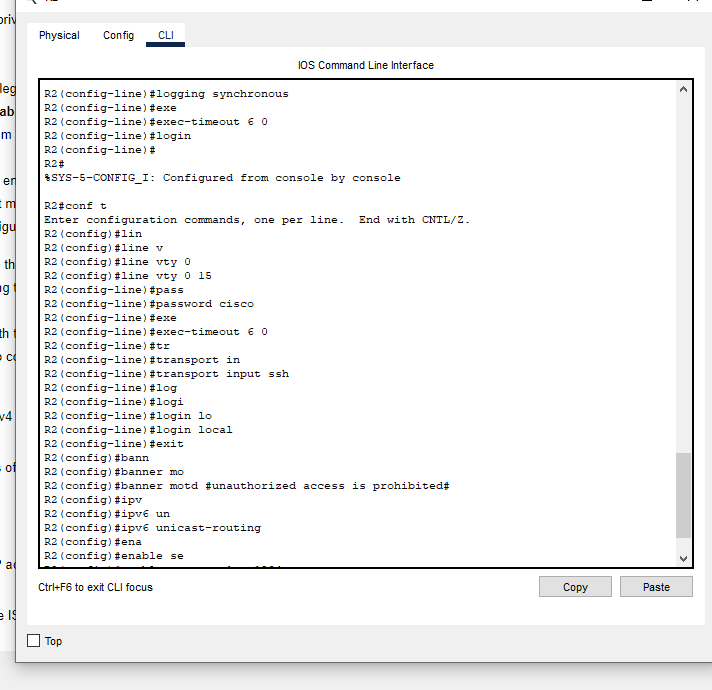 Physical
Config
CLI
IOS Command Line Interface
R2(config-line)#logging synchronous
R2(config-line)#exe
R2(config-line)#exec-timeout 6 0
R2(config-line)#login
R2(config-line)#
R2#
%SYS-5-CONFIG_I: Configured from console by console
R2#conf t
Enter configuration commands, one per line.  End with CNTL/Z.
R2(config)#lin
R2(config)#line v
R2(config)#line vty 0
R2(config)#line vty 0 15
R2(config-line)#pass
R2(config-line)#password cisco
R2(config-line)#exe
R2(config-line)#exec-timeout 6 0
R2(config-line)#tr
R2(config-line)#transport in
R2(config-line)#transport input ssh
R2(config-line)#log
R2(config-line)#logi
R2(config-line)#login lo
R2(config-line)#login local
R2(config-line)#exit
R2(config)#bann
R2(config)#banner mo
R2(config)#banner motd #unauthorized access is prohibited#
R2(config)#ipv
R2(config)#ipv6 un
R2(config)#ipv6 unicast-routing
R2(config)#ena
R2(config)#enable se
Ctrl+F6 to exit CLI focus
Copy
Paste
Top